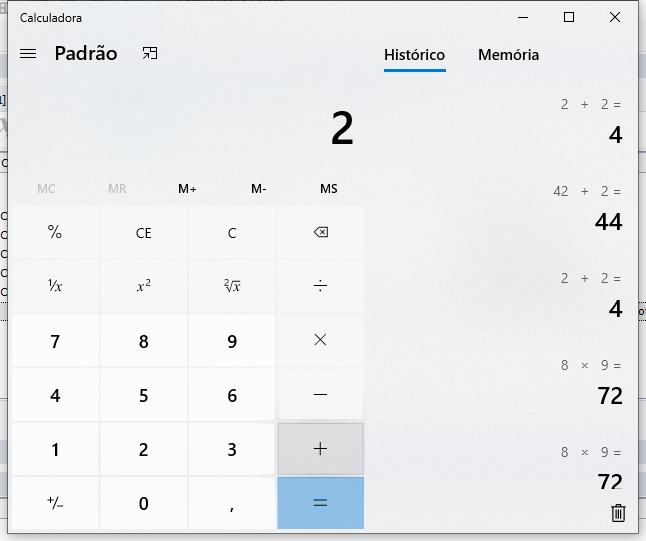 Calculadora
Padrão
Histórico Memória
2
MC MR M+ M- MS
% CE C
¹/x x² ²√x ÷
7 8 9 ×
4 5 6 −
1 2 3 +
+/− 0 , =
2 + 2 =
4
42 + 2 =
44
2 + 2 =
4
8 × 9 =
72
8 × 9 =
72